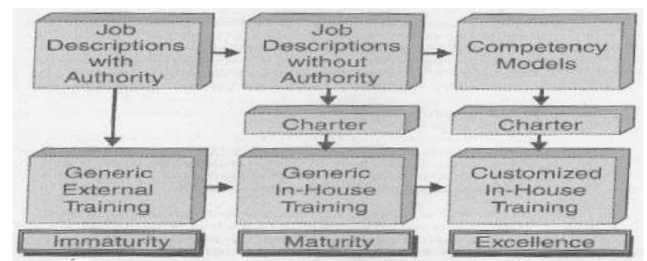 Job
Descriptions
with
Authority
Job
Descriptions
without
Authority
Competency
Models
Charter
Charter
Generic
External
Training
Generic
In-House
Training
Customized
In-House
Training
Immaturity
Maturity
Excellence